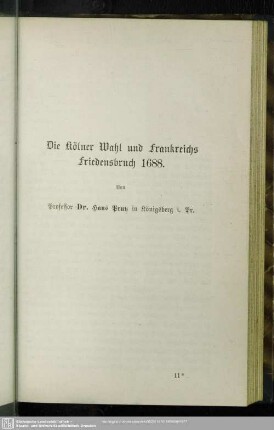 Die Kölner Wahl und Frankreichs
Friedensbruch 1688.
Von
Professor Dr. Hans Prutz in Königsberg i. Pr.
11*